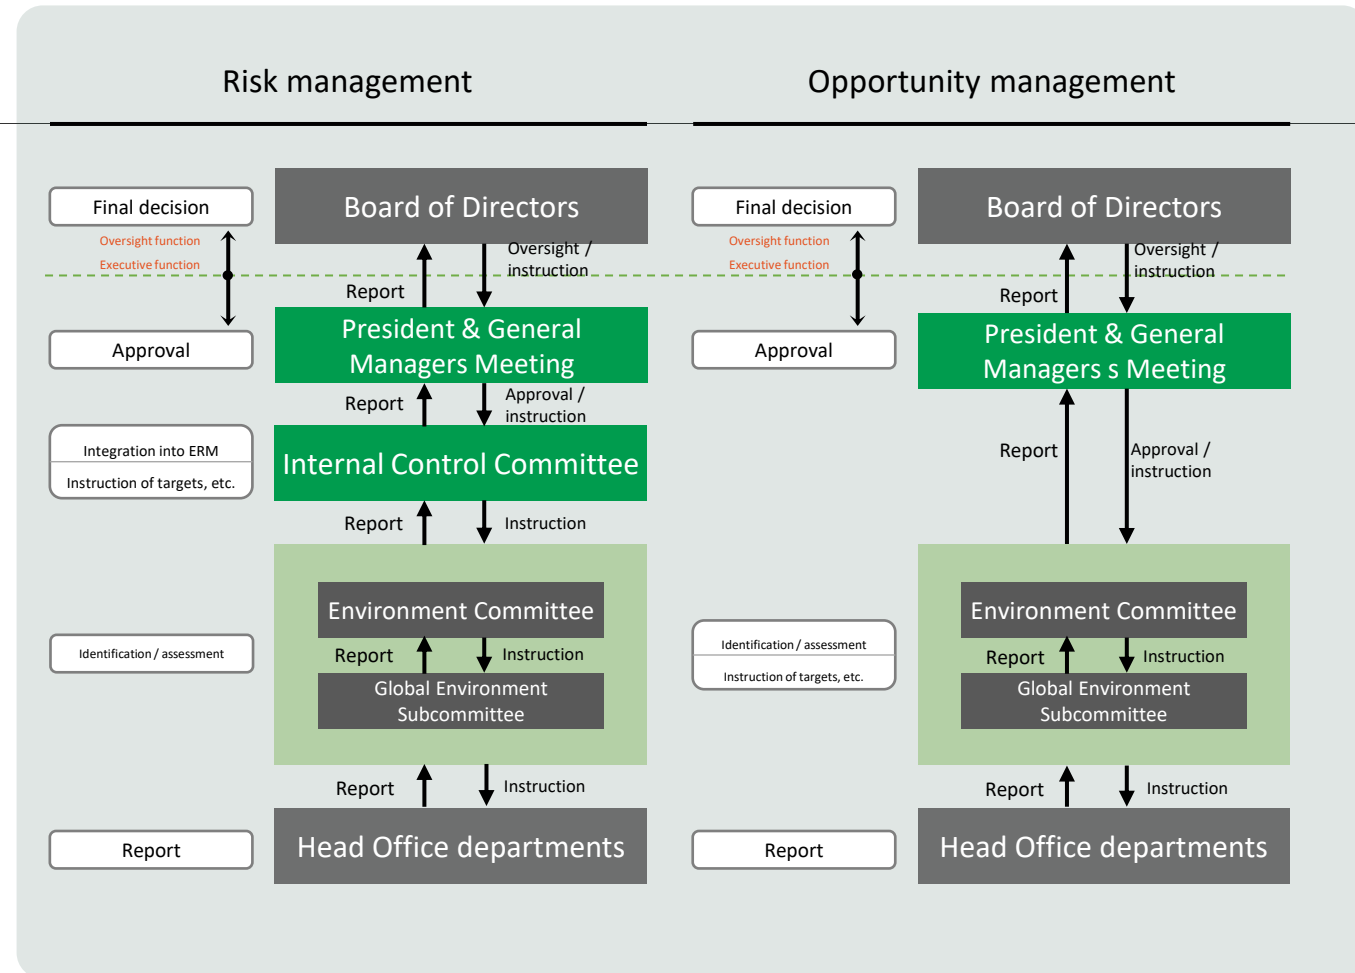 Risk management
Final decision
Board of Directors
Oversight function
Executive function
Oversight /
instruction
Report
Approval
President & General
Managers Meeting
Report
Approval /
instruction
Integration into ERM
Instruction of targets, etc.
Internal Control Committee
Report
Instruction
Environment Committee
Identification / assessment
Report
Instruction
Global Environment
Subcommittee
Report
Instruction
Report
Head Office departments
Opportunity management
Final decision
Board of Directors
Oversight function
Executive function
Oversight /
instruction
Report
Approval
President & General
Managers s Meeting
Report
Approval /
instruction
Environment Committee
Identification / assessment
Instruction of targets, etc.
Report
Instruction
Global Environment
Subcommittee
Report
Instruction
Report
Head Office departments